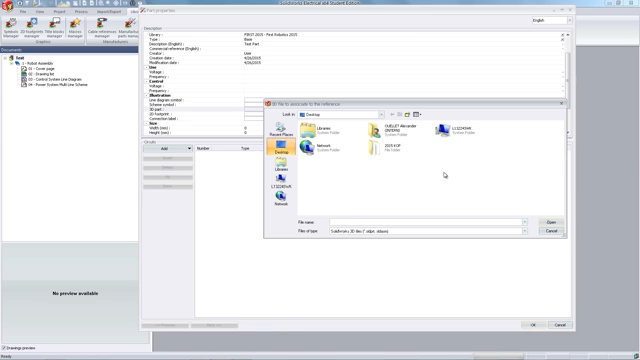 SolidWorks Electrical x64 Student Edition
File View Project Process Import/Export
Symbols Manager
2D footprints manager
Title blocks manager
Macros manager
Cable references manager
Manufacturer parts manager
Graphics
Documents
Test
1 - Robot Assembly
01 - Cover page
02 - Drawing list
03 - Control System Line Diagram
04 - Power System Multi Line Scheme
No preview available
Drawings preview
Ready
Part properties
English
Description
Library : FIRST 2015 - First Robotics 2015
Type : Base
Description (English) : Test Part
Commercial reference (English) :
Creator : User
Creation date : 4/26/2015
Modification date : 4/26/2015
Use
Voltage :
Frequency :
Control
Voltage :
Frequency :
Illustration
Line diagram symbol :
Scheme symbol :
3D part :
2D footprint :
Connection label :
Size
Width (mm) : 0
Height (mm) : 0
Circuits
Add
Number Type
OK Cancel
3D file to associate to the reference
Look in: Desktop
Recent Places
Desktop
Libraries
Network
Libraries
System Folder
OUELLET Alexander
System Folder
System Folder
Network
System Folder
2015 KOP
File folder
File name:
Open
Files of type: SolidWorks 3D files (*.sldprt, *.sldasm)
Cancel